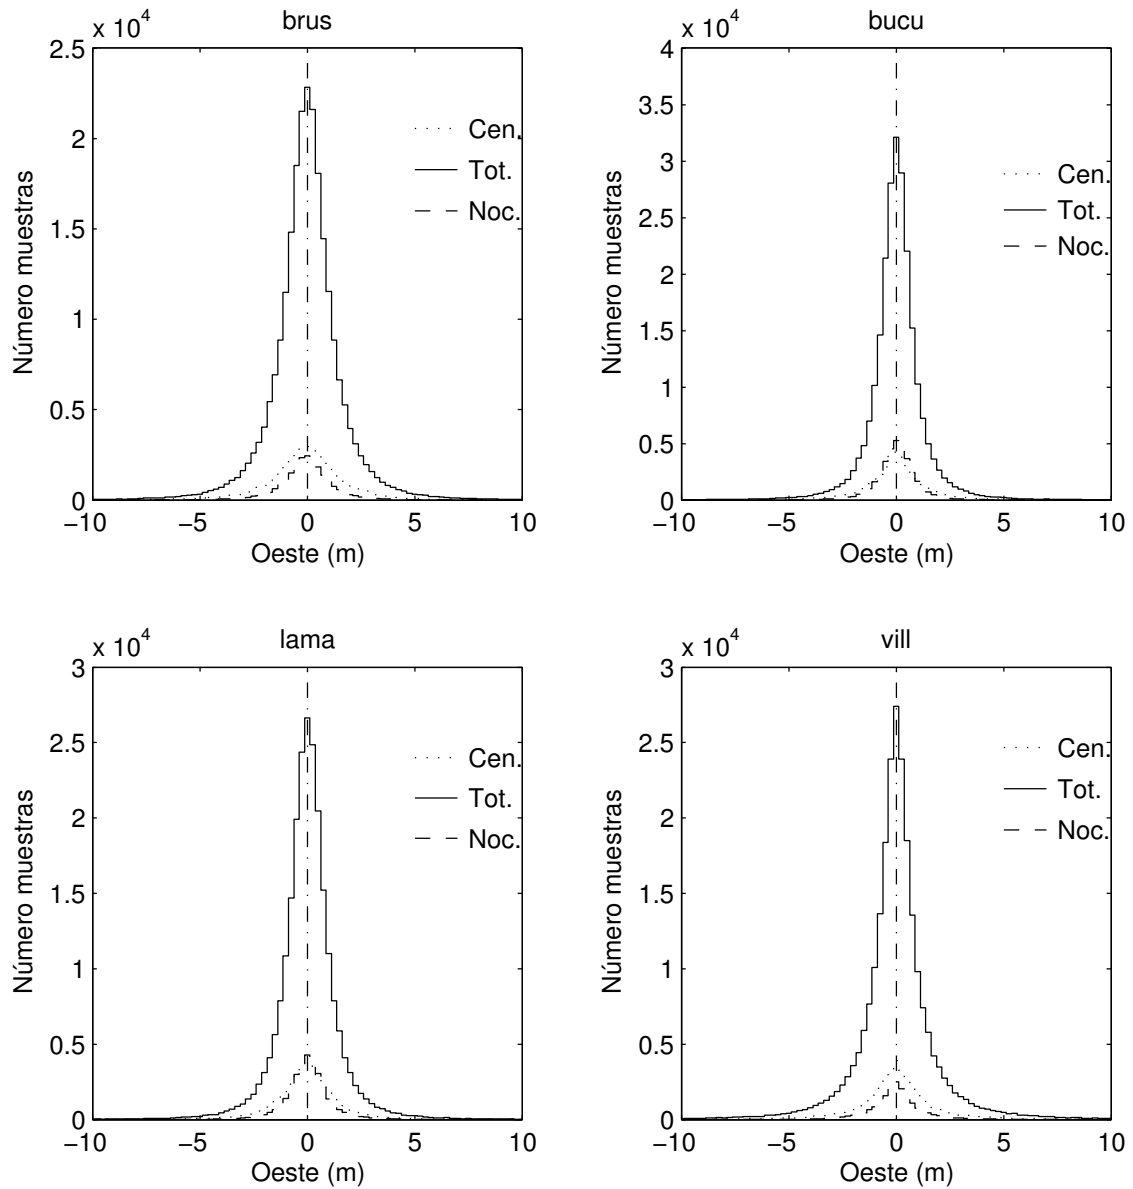 brus
x 10^4
2.5
2
1.5
1
0.5
0
−10 −5 0 5 10
Número muestras
Oeste (m)
Cen.
Tot.
Noc.
bucu
x 10^4
4
3.5
3
2.5
2
1.5
1
0.5
0
−10 −5 0 5 10
Número muestras
Oeste (m)
Cen.
Tot.
Noc.
lama
x 10^4
3
2.5
2
1.5
1
0.5
0
−10 −5 0 5 10
Número muestras
Oeste (m)
Cen.
Tot.
Noc.
vill
x 10^4
3
2.5
2
1.5
1
0.5
0
−10 −5 0 5 10
Número muestras
Oeste (m)
Cen.
Tot.
Noc.